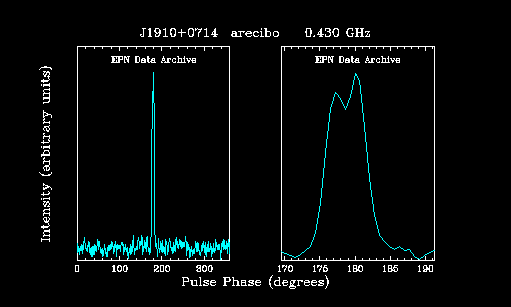 J1910+0714 arecibo 0.430 GHz
EPN Data Archive EPN Data Archive
Intensity (arbitrary units)
0 100 200 300 170 175 180 185 190
Pulse Phase (degrees)